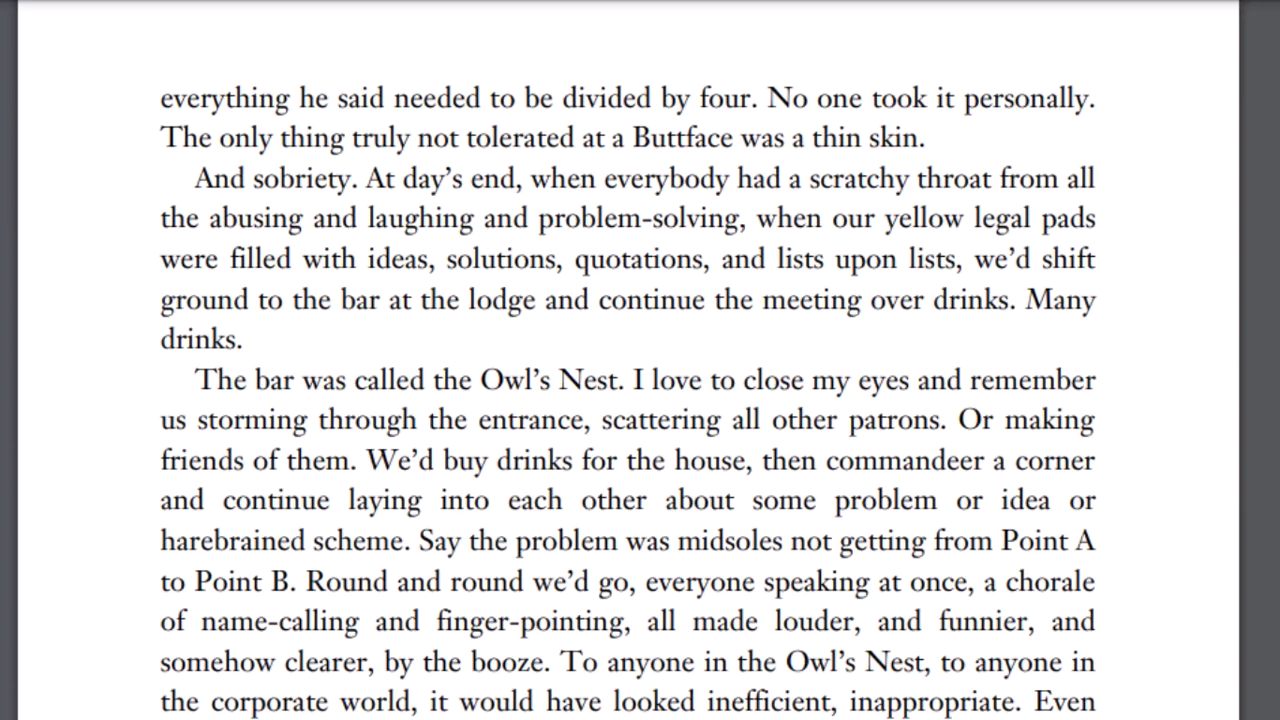 everything he said needed to be divided by four. No one took it personally.
The only thing truly not tolerated at a Buttface was a thin skin.
And sobriety. At day’s end, when everybody had a scratchy throat from all
the abusing and laughing and problem-solving, when our yellow legal pads
were filled with ideas, solutions, quotations, and lists upon lists, we’d shift
ground to the bar at the lodge and continue the meeting over drinks. Many
drinks.
The bar was called the Owl’s Nest. I love to close my eyes and remember
us storming through the entrance, scattering all other patrons. Or making
friends of them. We’d buy drinks for the house, then commandeer a corner
and continue laying into each other about some problem or idea or
harebrained scheme. Say the problem was midsoles not getting from Point A
to Point B. Round and round we’d go, everyone speaking at once, a chorale
of name-calling and finger-pointing, all made louder, and funnier, and
somehow clearer, by the booze. To anyone in the Owl’s Nest, to anyone in
the corporate world, it would have looked inefficient, inappropriate. Even